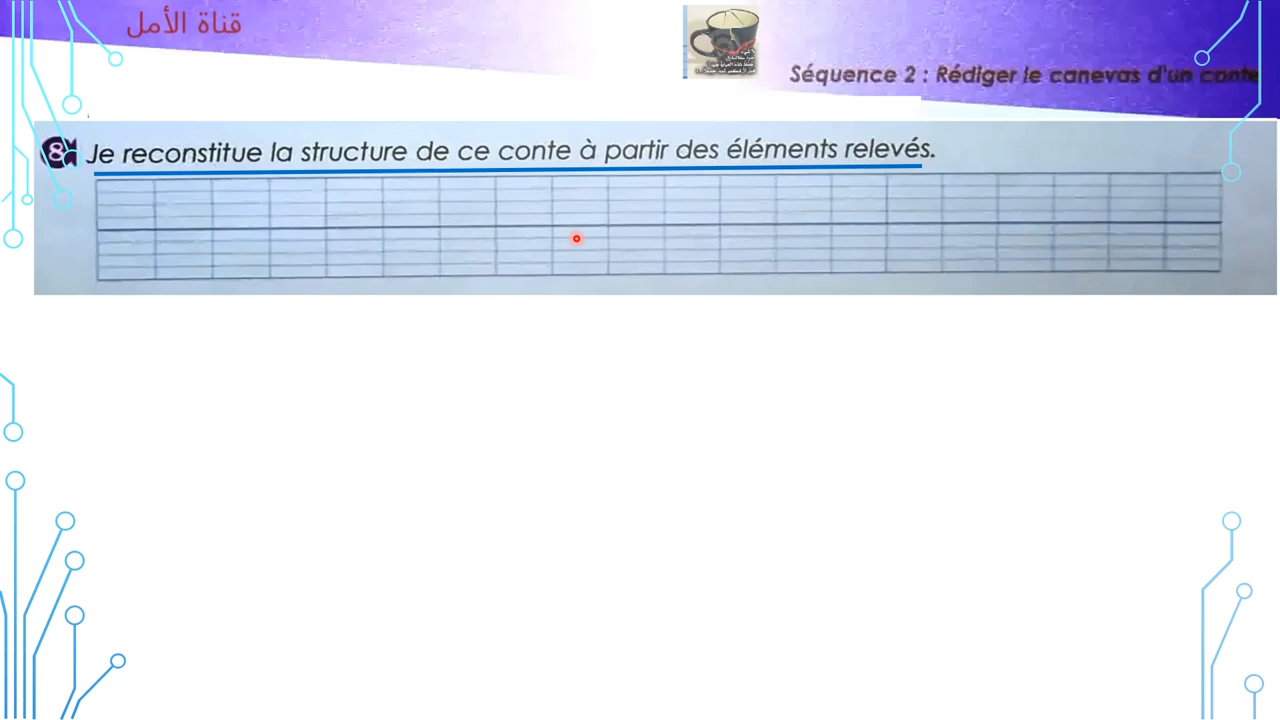 قناة الأمل
Séquence 2 : Rédiger le canevas d'un conte
8 Je reconstitue la structure de ce conte à partir des éléments relevés.